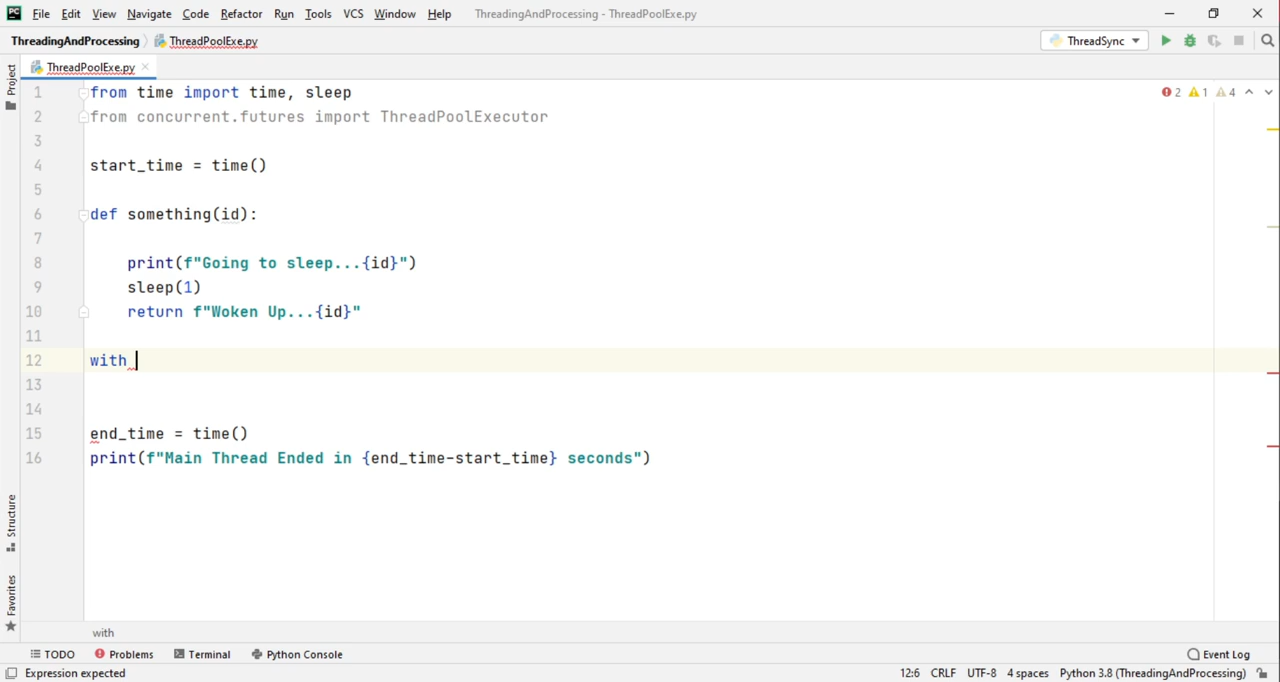 PC File Edit View Navigate Code Refactor Run Tools VCS Window Help ThreadingAndProcessing - ThreadPoolExe.py
ThreadingAndProcessing ThreadPoolExe.py ThreadSync
Project
ThreadPoolExe.py
1 from time import time, sleep
2 1 4
2 from concurrent.futures import ThreadPoolExecutor
3
4 start_time = time()
5
6 def something(id):
7
8 print(f"Going to sleep...{id}")
9 sleep(1)
10 return f"Woken Up...{id}"
11
12 with
13
14
15 end_time = time()
16 print(f"Main Thread Ended in {end_time-start_time} seconds")
Structure
Favorites
with
TODO Problems Terminal Python Console Event Log
Expression expected 12:6 CRLF UTF-8 4 spaces Python 3.8 (ThreadingAndProcessing)